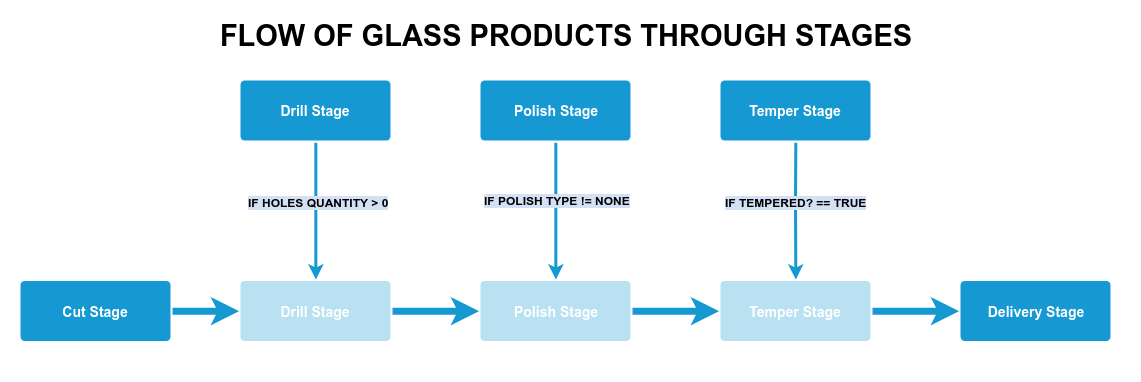 FLOW OF GLASS PRODUCTS THROUGH STAGES
Drill Stage
Polish Stage
Temper Stage
IF HOLES QUANTITY > 0
IF POLISH TYPE != NONE
IF TEMPERED? == TRUE
Cut Stage
Drill Stage
Polish Stage
Temper Stage
Delivery Stage